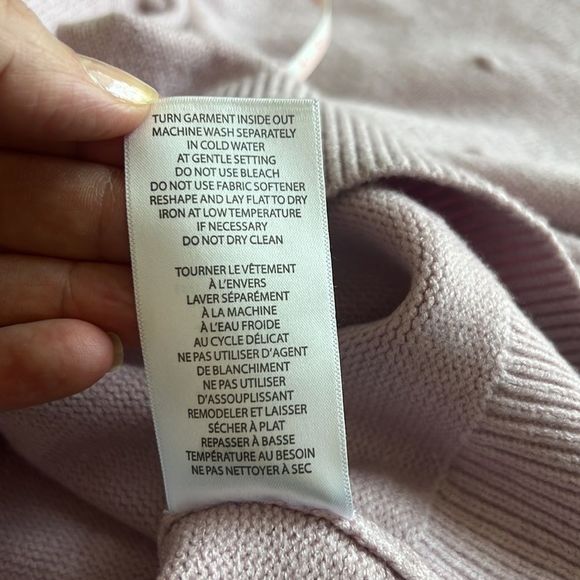 TURN GARMENT INSIDE OUT
MACHINE WASH SEPARATELY
IN COLD WATER
AT GENTLE SETTING
DO NOT USE BLEACH
DO NOT USE FABRIC SOFTENER
RESHAPE AND LAY FLAT TO DRY
IRON AT LOW TEMPERATURE
IF NECESSARY
DO NOT DRY CLEAN
TOURNER LE VÊTEMENT
À L'ENVERS
LAVER SÉPARÉMENT
À LA MACHINE
À L'EAU FROIDE
AU CYCLE DÉLICAT
NE PAS UTILISER D'AGENT
DE BLANCHIMENT
NE PAS UTILISER
D'ASSOUPLISSANT
REMODELER ET LAISSER
SÉCHER À PLAT
REPASSER À BASSE
TEMPÉRATURE AU BESOIN
NE PAS NETTOYER À SEC